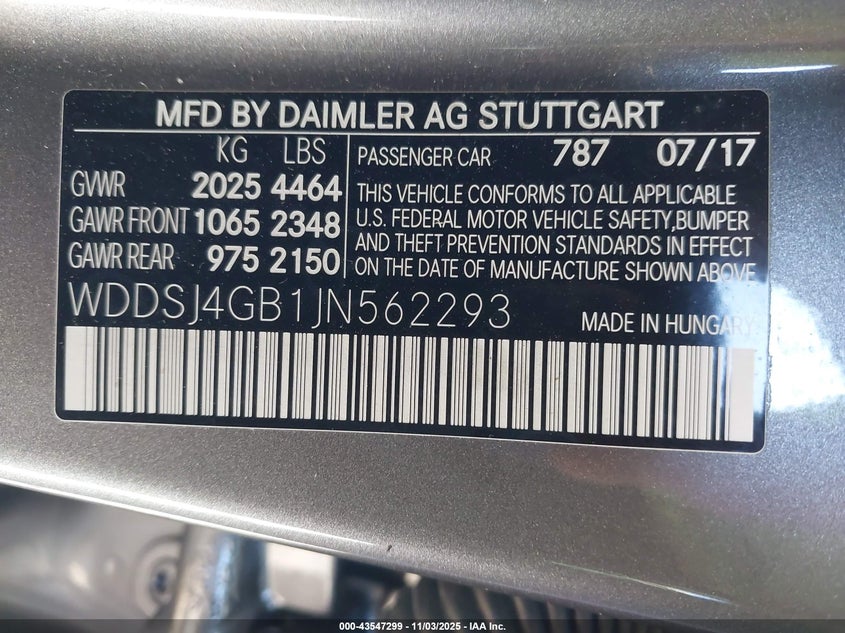 MFD BY DAIMLER AG STUTTGART
KG LBS
GVWR 2025 4464
GAWR FRONT 1065 2348
GAWR REAR 975 2150
PASSENGER CAR 787 07/17
THIS VEHICLE CONFORMS TO ALL APPLICABLE
U.S. FEDERAL MOTOR VEHICLE SAFETY,BUMPER
AND THEFT PREVENTION STANDARDS IN EFFECT
ON THE DATE OF MANUFACTURE SHOWN ABOVE.
WDDSJ4GB1JN562293
MADE IN HUNGARY
000-43547299 - 11/03/2025 - IAA Inc.